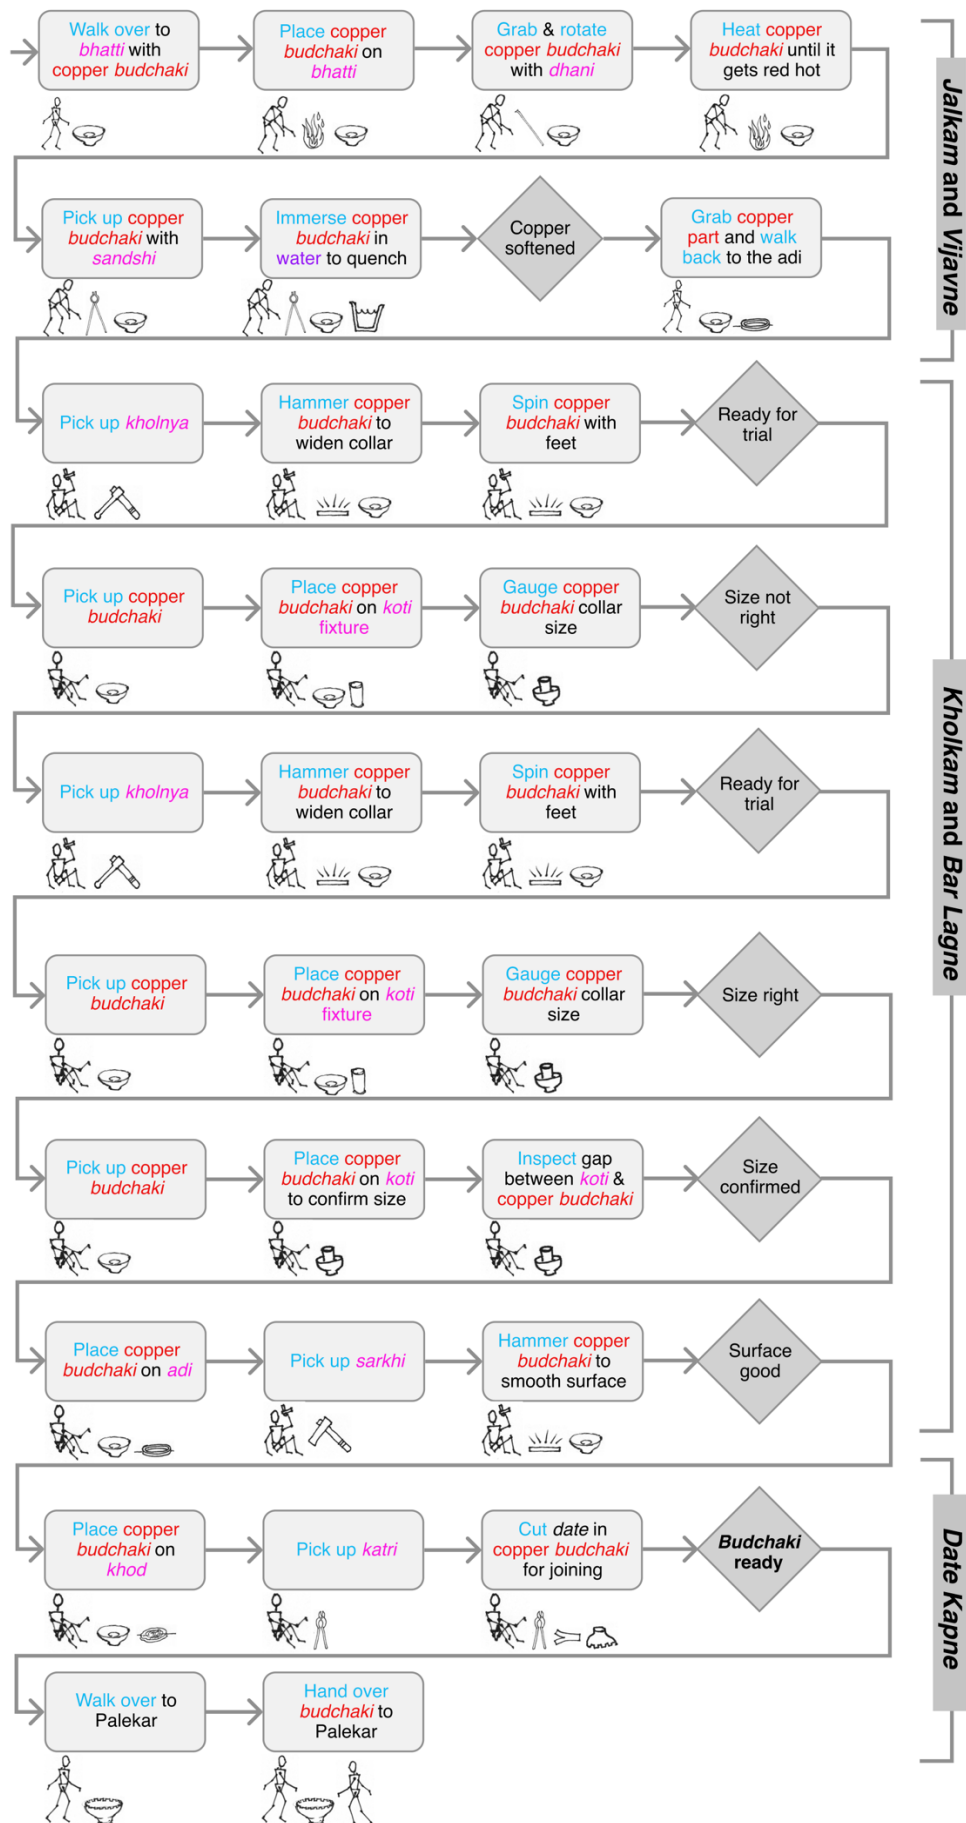 Walk over to
bhatti with
copper budchaki
Place copper
budchaki on
bhatti
Grab & rotate
copper budchaki
with dhani
Heat copper
budchaki until it
gets red hot
Pick up copper
budchaki with
sandshi
Immerse copper
budchaki in
water to quench
Copper
softened
Grab copper
part and walk
back to the adi
Jalkam and Vijavne
Pick up kholnya
Hammer copper
budchaki to
widen collar
Spin copper
budchaki with
feet
Ready for
trial
Pick up copper
budchaki
Place copper
budchaki on koti
fixture
Gauge copper
budchaki collar
size
Size not
right
Pick up kholnya
Hammer copper
budchaki to
widen collar
Spin copper
budchaki with
feet
Ready for
trial
Pick up copper
budchaki
Place copper
budchaki on koti
fixture
Gauge copper
budchaki collar
size
Size right
Pick up copper
budchaki
Place copper
budchaki on koti
to confirm size
Inspect gap
between koti &
copper budchaki
Size
confirmed
Place copper
budchaki on adi
Pick up sarkhi
Hammer copper
budchaki to
smooth surface
Surface
good
Kholkam and Bar Lagne
Place copper
budchaki on
khod
Pick up katri
Cut date in
copper budchaki
for joining
Budchaki
ready
Walk over to
Palekar
Hand over
budchaki to
Palekar
Date Kapne